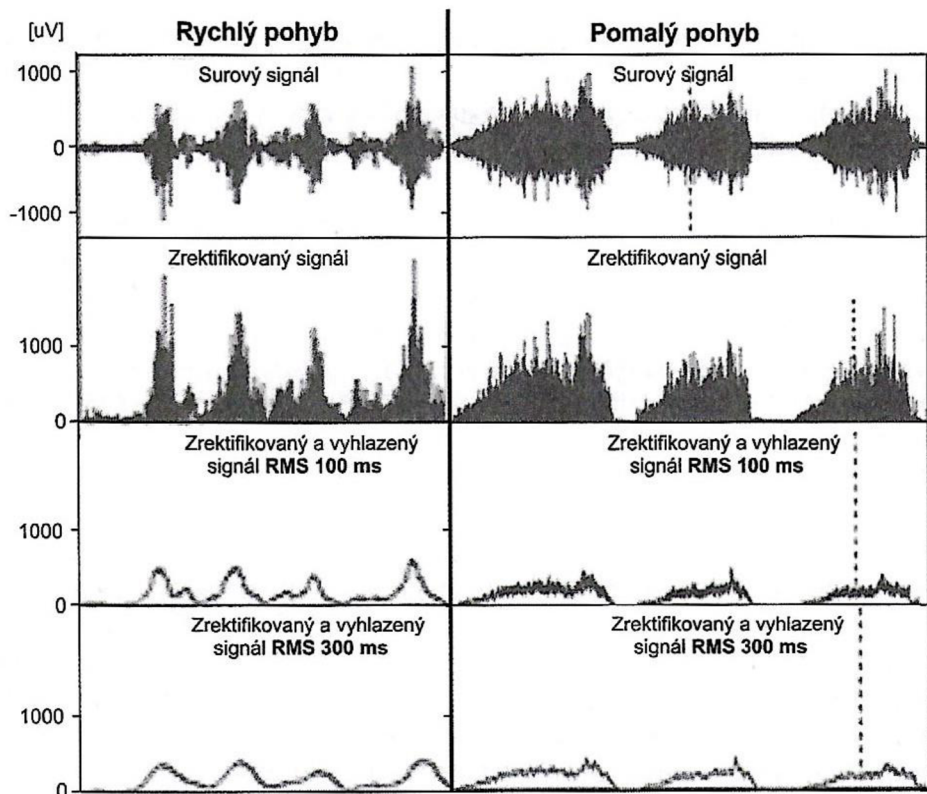 [uV]
Rychlý pohyb
Pomalý pohyb
1000
0
-1000
Surový signál
Surový signál
1000
0
Zrektifikovaný signál
Zrektifikovaný signál
1000
0
Zrektifikovaný a vyhlazený
signál RMS 100 ms
Zrektifikovaný a vyhlazený
signál RMS 100 ms
1000
0
Zrektifikovaný a vyhlazený
signál RMS 300 ms
Zrektifikovaný a vyhlazený
signál RMS 300 ms